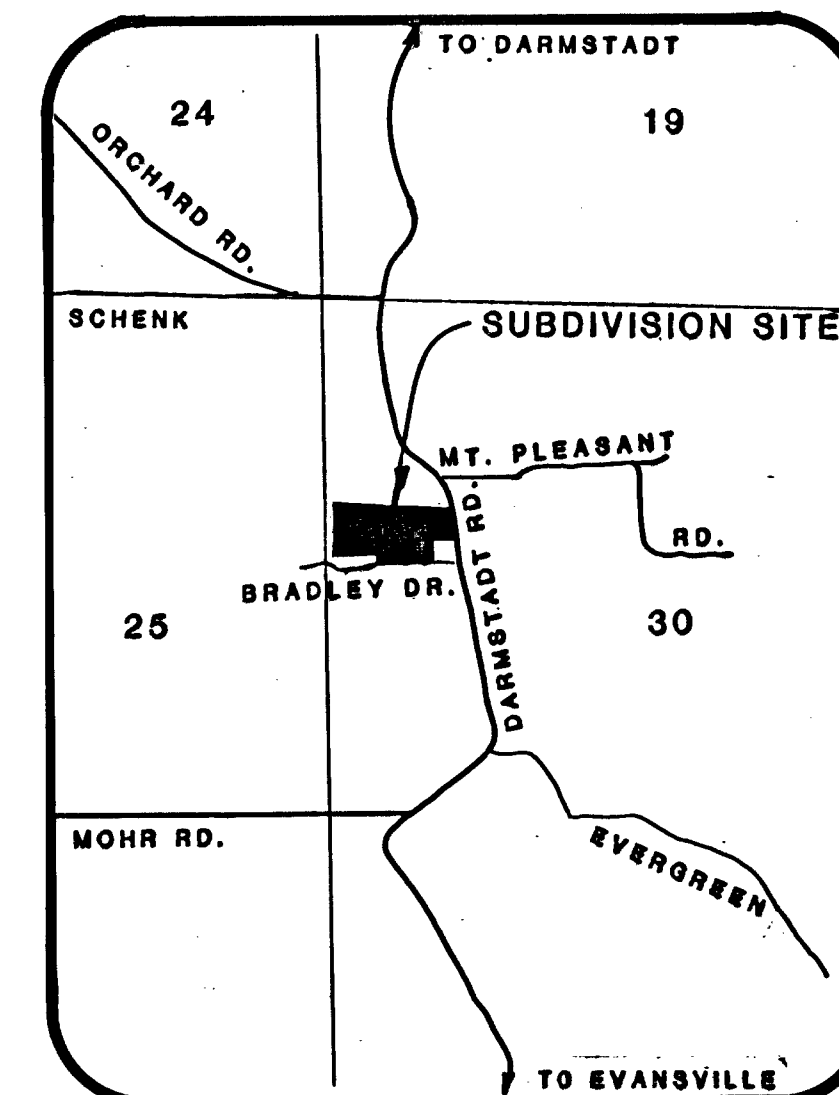 TO DARMSTADT
24
19
ORCHARD RD.
SCHENK
SUBDIVISION SITE
MT. PLEASANT
RD.
DARMSTADT RD.
BRADLEY DR.
25
30
MOHR RD.
EVERGREEN
TO EVANSVILLE